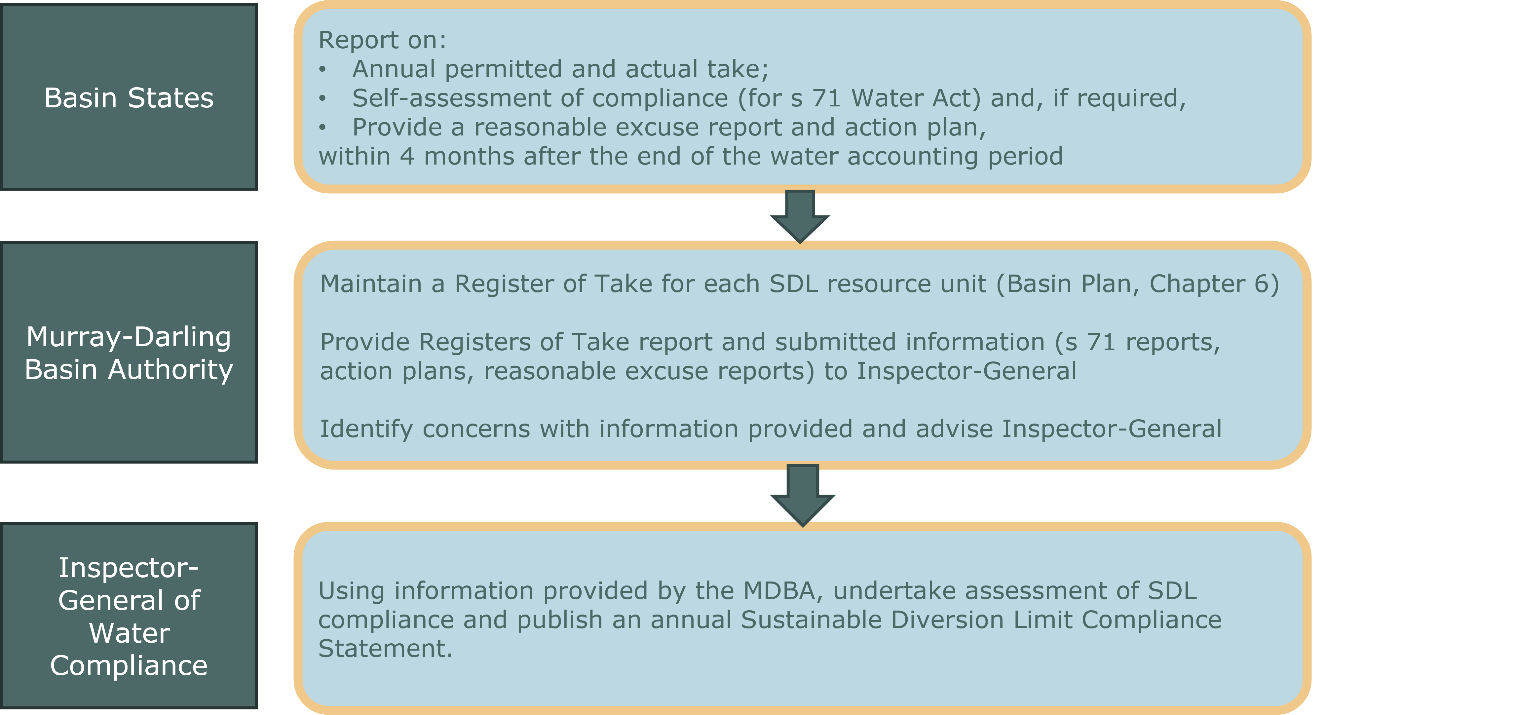 Basin States
Report on:
• Annual permitted and actual take;
• Self-assessment of compliance (for s 71 Water Act) and, if required,
• Provide a reasonable excuse report and action plan,
within 4 months after the end of the water accounting period
Murray-Darling
Basin Authority
Maintain a Register of Take for each SDL resource unit (Basin Plan, Chapter 6)
Provide Registers of Take report and submitted information (s 71 reports,
action plans, reasonable excuse reports) to Inspector-General
Identify concerns with information provided and advise Inspector-General
Inspector-
General of
Water
Compliance
Using information provided by the MDBA, undertake assessment of SDL
compliance and publish an annual Sustainable Diversion Limit Compliance
Statement.